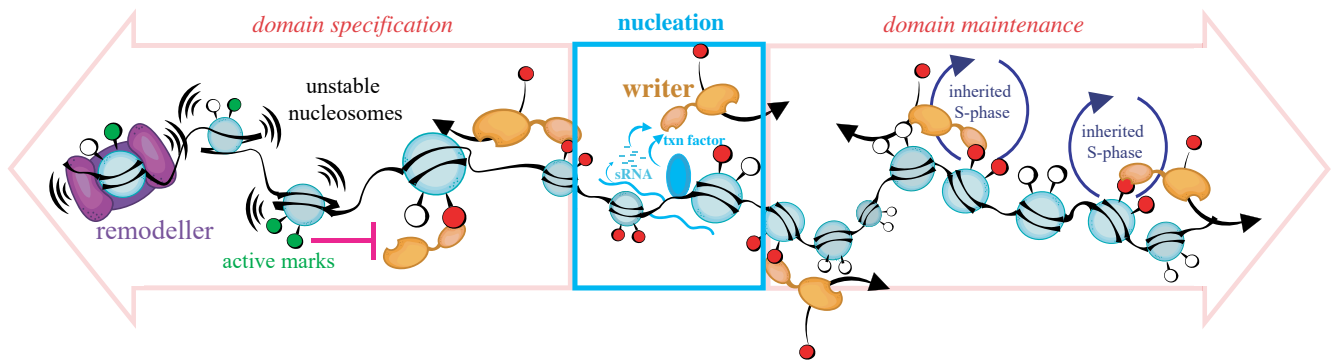 domain specification
nucleation
domain maintenance
unstable
nucleosomes
writer
txn factor
sRNA
inherited
S-phase
inherited
S-phase
remodeller
active marks